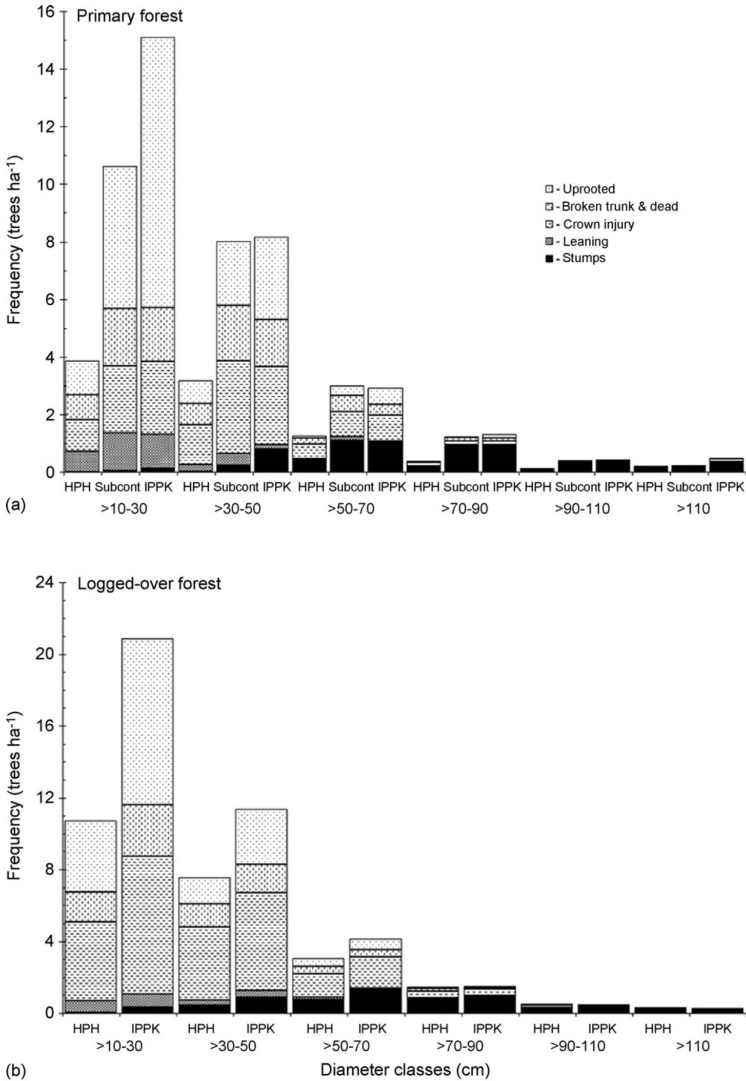 Primary forest
16
14
12
10
8
6
4
2
0
Frequency (trees ha-1)
- Uprooted
- Broken trunk & dead
- Crown injury
- Leaning
- Stumps
HPH Subcont IPPK HPH Subcont IPPK HPH Subcont IPPK HPH Subcont IPPK HPH Subcont IPPK HPH Subcont IPPK
>10-30 >30-50 >50-70 >70-90 >90-110 >110
(a)
Logged-over forest
24
20
16
12
8
4
0
Frequency (trees ha-1)
HPH IPPK HPH IPPK HPH IPPK HPH IPPK HPH IPPK HPH IPPK
>10-30 >30-50 >50-70 >70-90 >90-110 >110
(b)
Diameter classes (cm)